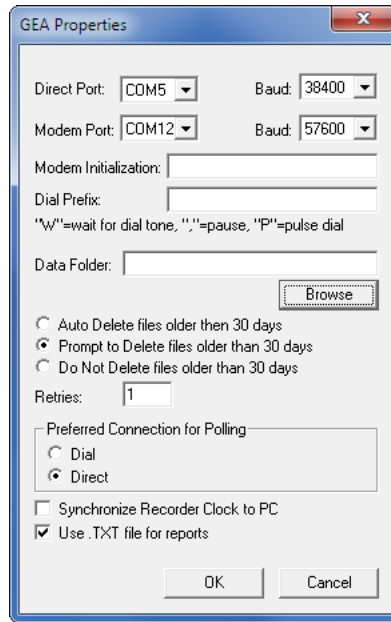 GEA Properties
Direct Port: COM5 Baud: 38400
Modem Port: COM12 Baud: 57600
Modem Initialization:
Dial Prefix:
"W"=wait for dial tone, ","=pause, "P"=pulse dial
Data Folder:
Browse
Auto Delete files older then 30 days
Prompt to Delete files older than 30 days
Do Not Delete files older than 30 days
Retries: 1
Preferred Connection for Polling
Dial
Direct
Synchronize Recorder Clock to PC
Use .TXT file for reports
OK Cancel